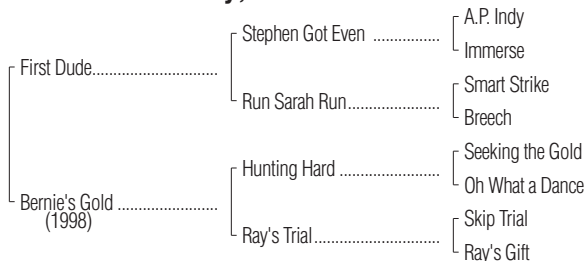 A.P. Indy
Stephen Got Even ................
Immerse
First Dude..............................
Smart Strike
Run Sarah Run......................
Breech
Seeking the Gold
Hunting Hard ........................
Oh What a Dance
Bernie's Gold ........................
(1998)
Skip Trial
Ray's Trial..............................
Ray's Gift